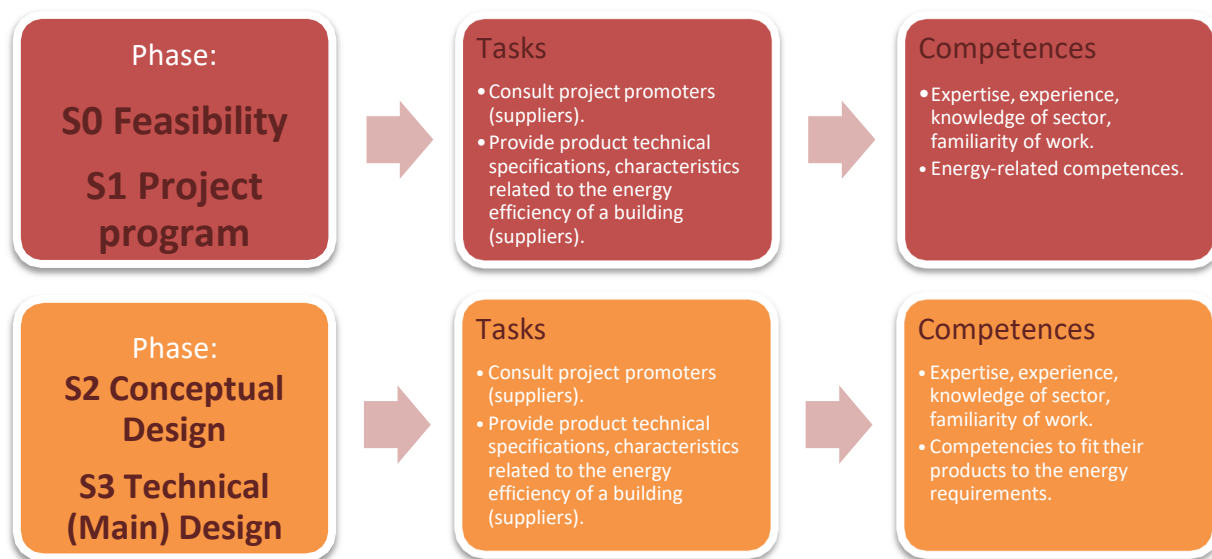 Phase:
S0 Feasibility
S1 Project
program
Tasks
• Consult project promoters
(suppliers).
• Provide product technical
specifications, characteristics
related to the energy
efficiency of a building
(suppliers).
Competences
• Expertise, experience,
knowledge of sector,
familiarity of work.
• Energy-related competences.
Phase:
S2 Conceptual
Design
S3 Technical
(Main) Design
Tasks
• Consult project promoters
(suppliers).
• Provide product technical
specifications, characteristics
related to the energy
efficiency of a building
(suppliers).
Competences
• Expertise, experience,
knowledge of sector,
familiarity of work.
• Competencies to fit their
products to the energy
requirements.